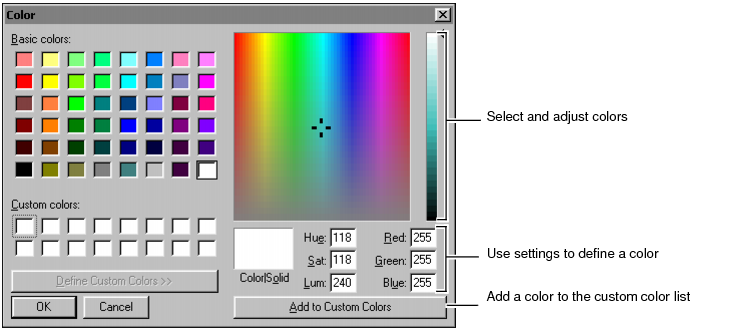 Color
Basic colors:
Custom colors:
Define Custom Colors >>
OK Cancel
Color|Solid
Hue: 118 Red: 255
Sat: 118 Green: 255
Lum: 240 Blue: 255
Add to Custom Colors
Select and adjust colors
Use settings to define a color
Add a color to the custom color list